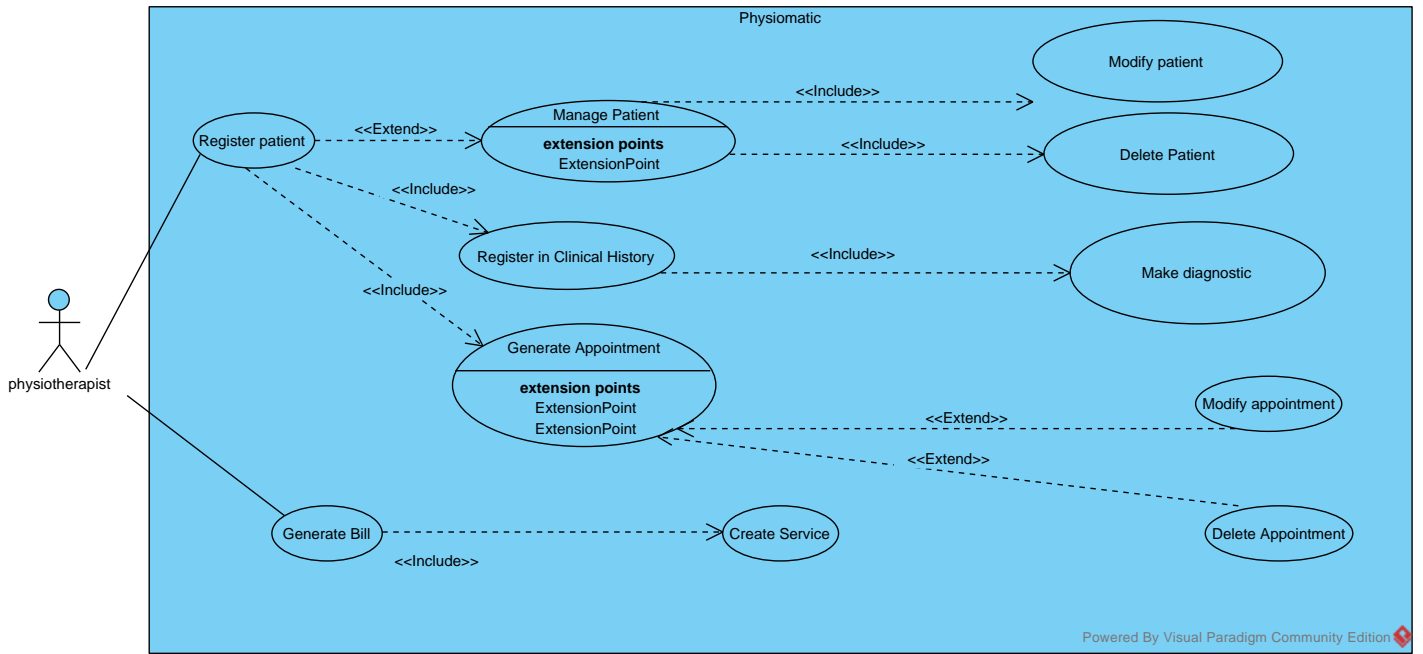 Physiomatic
Modify patient
<<Include>>
Manage Patient
<<Extend>>
Register patient
extension points
ExtensionPoint
<<Include>>
Delete Patient
<<Include>>
Register in Clinical History
<<Include>>
Make diagnostic
<<Include>>
Generate Appointment
physiotherapist
extension points
ExtensionPoint
ExtensionPoint
Modify appointment
<<Extend>>
<<Extend>>
Generate Bill
Create Service
Delete Appointment
<<Include>>
Powered By Visual Paradigm Community Edition